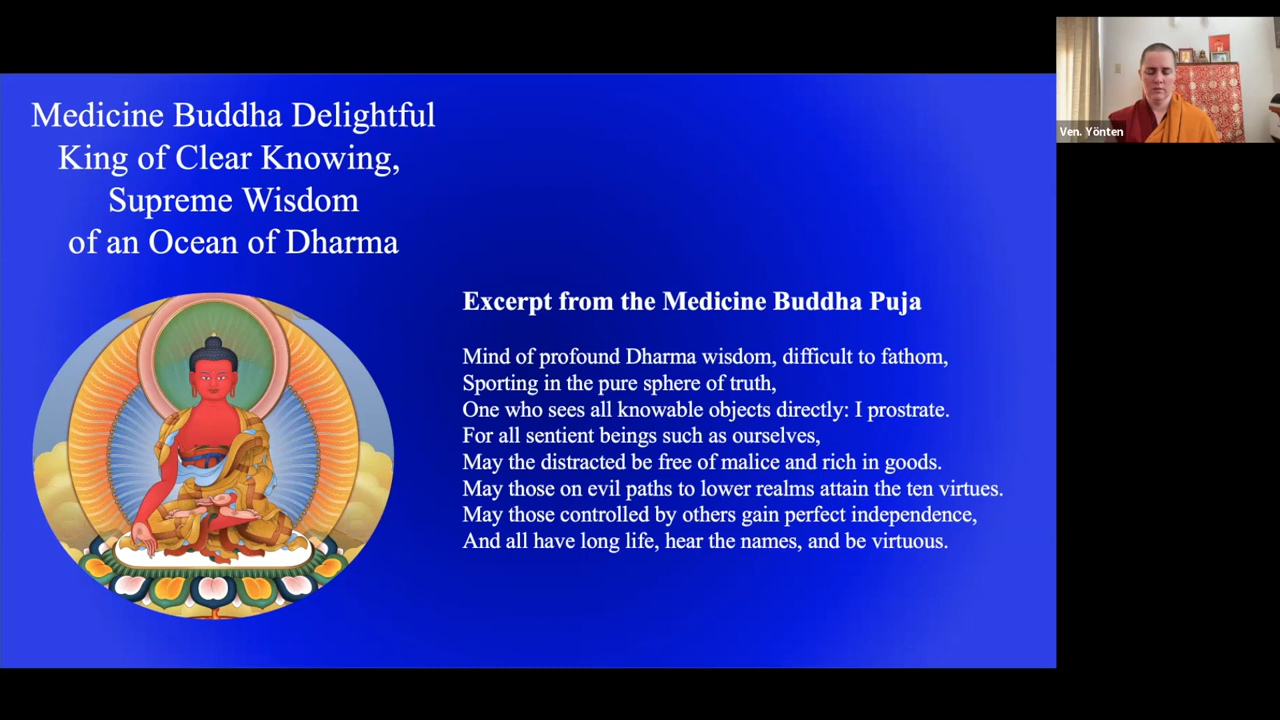 Medicine Buddha Delightful
King of Clear Knowing,
Supreme Wisdom
of an Ocean of Dharma
Excerpt from the Medicine Buddha Puja
Mind of profound Dharma wisdom, difficult to fathom,
Sporting in the pure sphere of truth,
One who sees all knowable objects directly: I prostrate.
For all sentient beings such as ourselves,
May the distracted be free of malice and rich in goods.
May those on evil paths to lower realms attain the ten virtues.
May those controlled by others gain perfect independence,
And all have long life, hear the names, and be virtuous.
Ven. Yönten